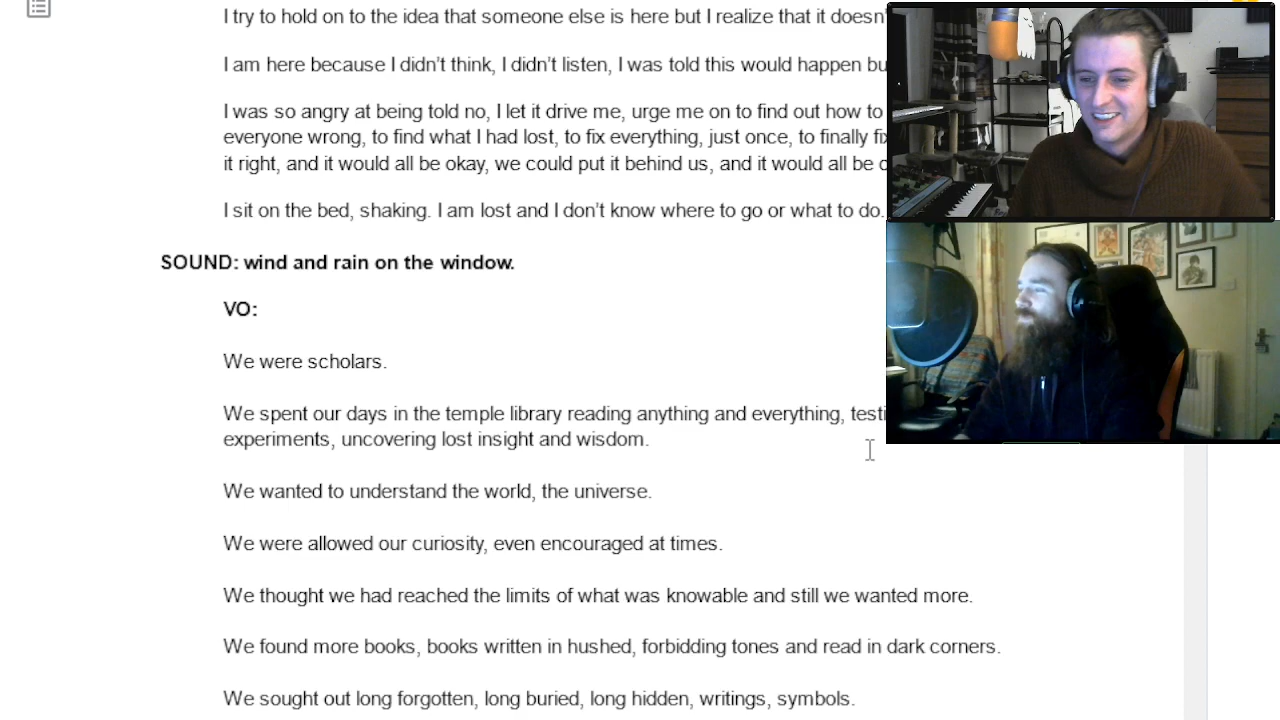 I try to hold on to the idea that someone else is here but I realize that it doesn'
I am here because I didn't think, I didn't listen, I was told this would happen bu
I was so angry at being told no, I let it drive me, urge me on to find out how to
everyone wrong, to find what I had lost, to fix everything, just once, to finally fix
it right, and it would all be okay, we could put it behind us, and it would all be
I sit on the bed, shaking. I am lost and I don't know where to go or what to do.
SOUND: wind and rain on the window.
VO:
We were scholars.
We spent our days in the temple library reading anything and everything, testi
experiments, uncovering lost insight and wisdom.
We wanted to understand the world, the universe.
We were allowed our curiosity, even encouraged at times.
We thought we had reached the limits of what was knowable and still we wanted more.
We found more books, books written in hushed, forbidding tones and read in dark corners.
We sought out long forgotten, long buried, long hidden, writings, symbols.